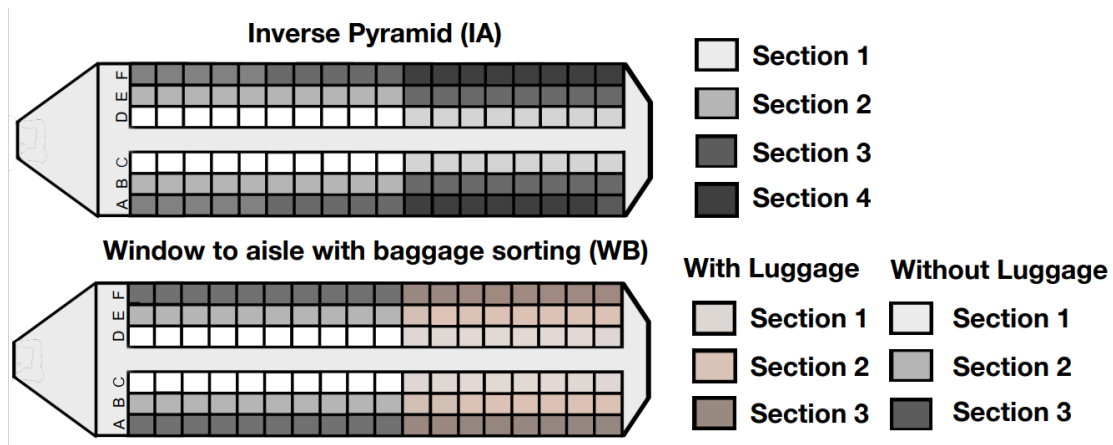 Inverse Pyramid (IA)
F
E
D
C
B
A
Section 1
Section 2
Section 3
Section 4
Window to aisle with baggage sorting (WB)
F
E
D
C
B
A
With Luggage
Without Luggage
Section 1
Section 1
Section 2
Section 2
Section 3
Section 3